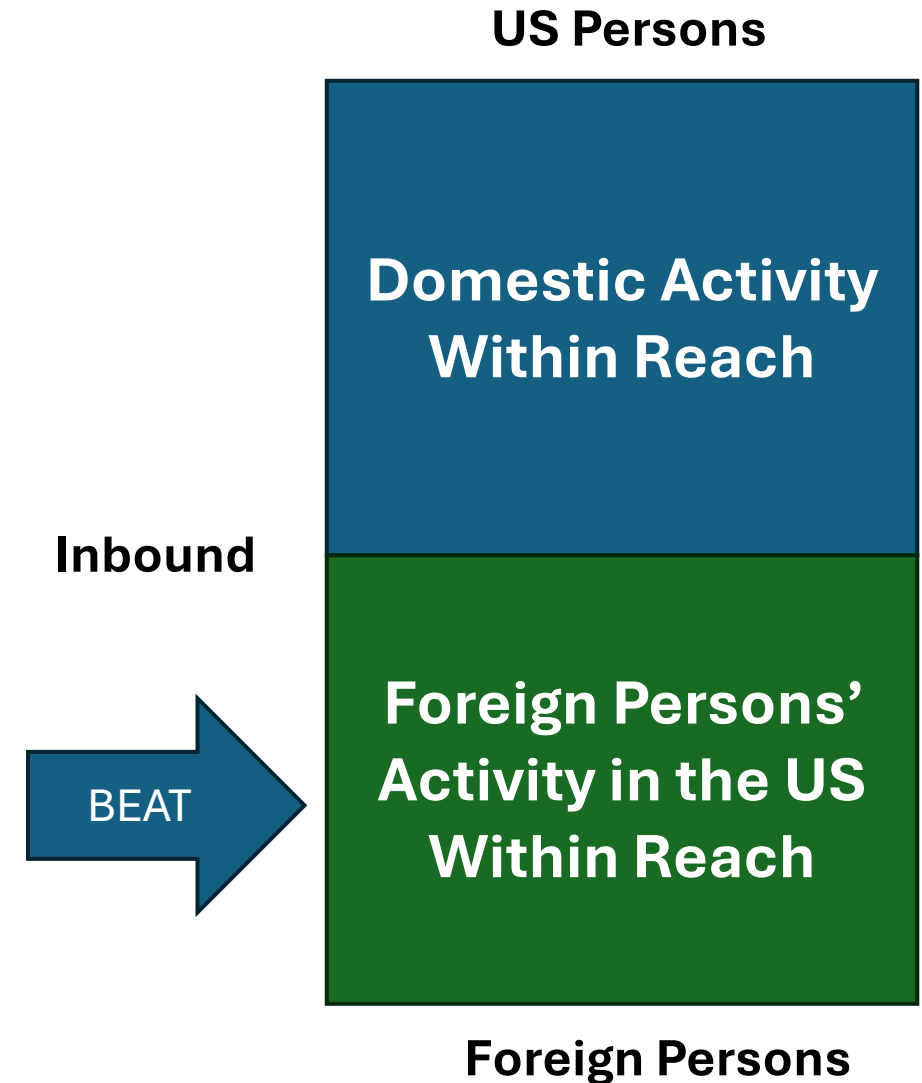 US Persons
Domestic Activity
Within Reach
Inbound
Foreign Persons’
Activity in the US
Within Reach
BEAT
Foreign Persons